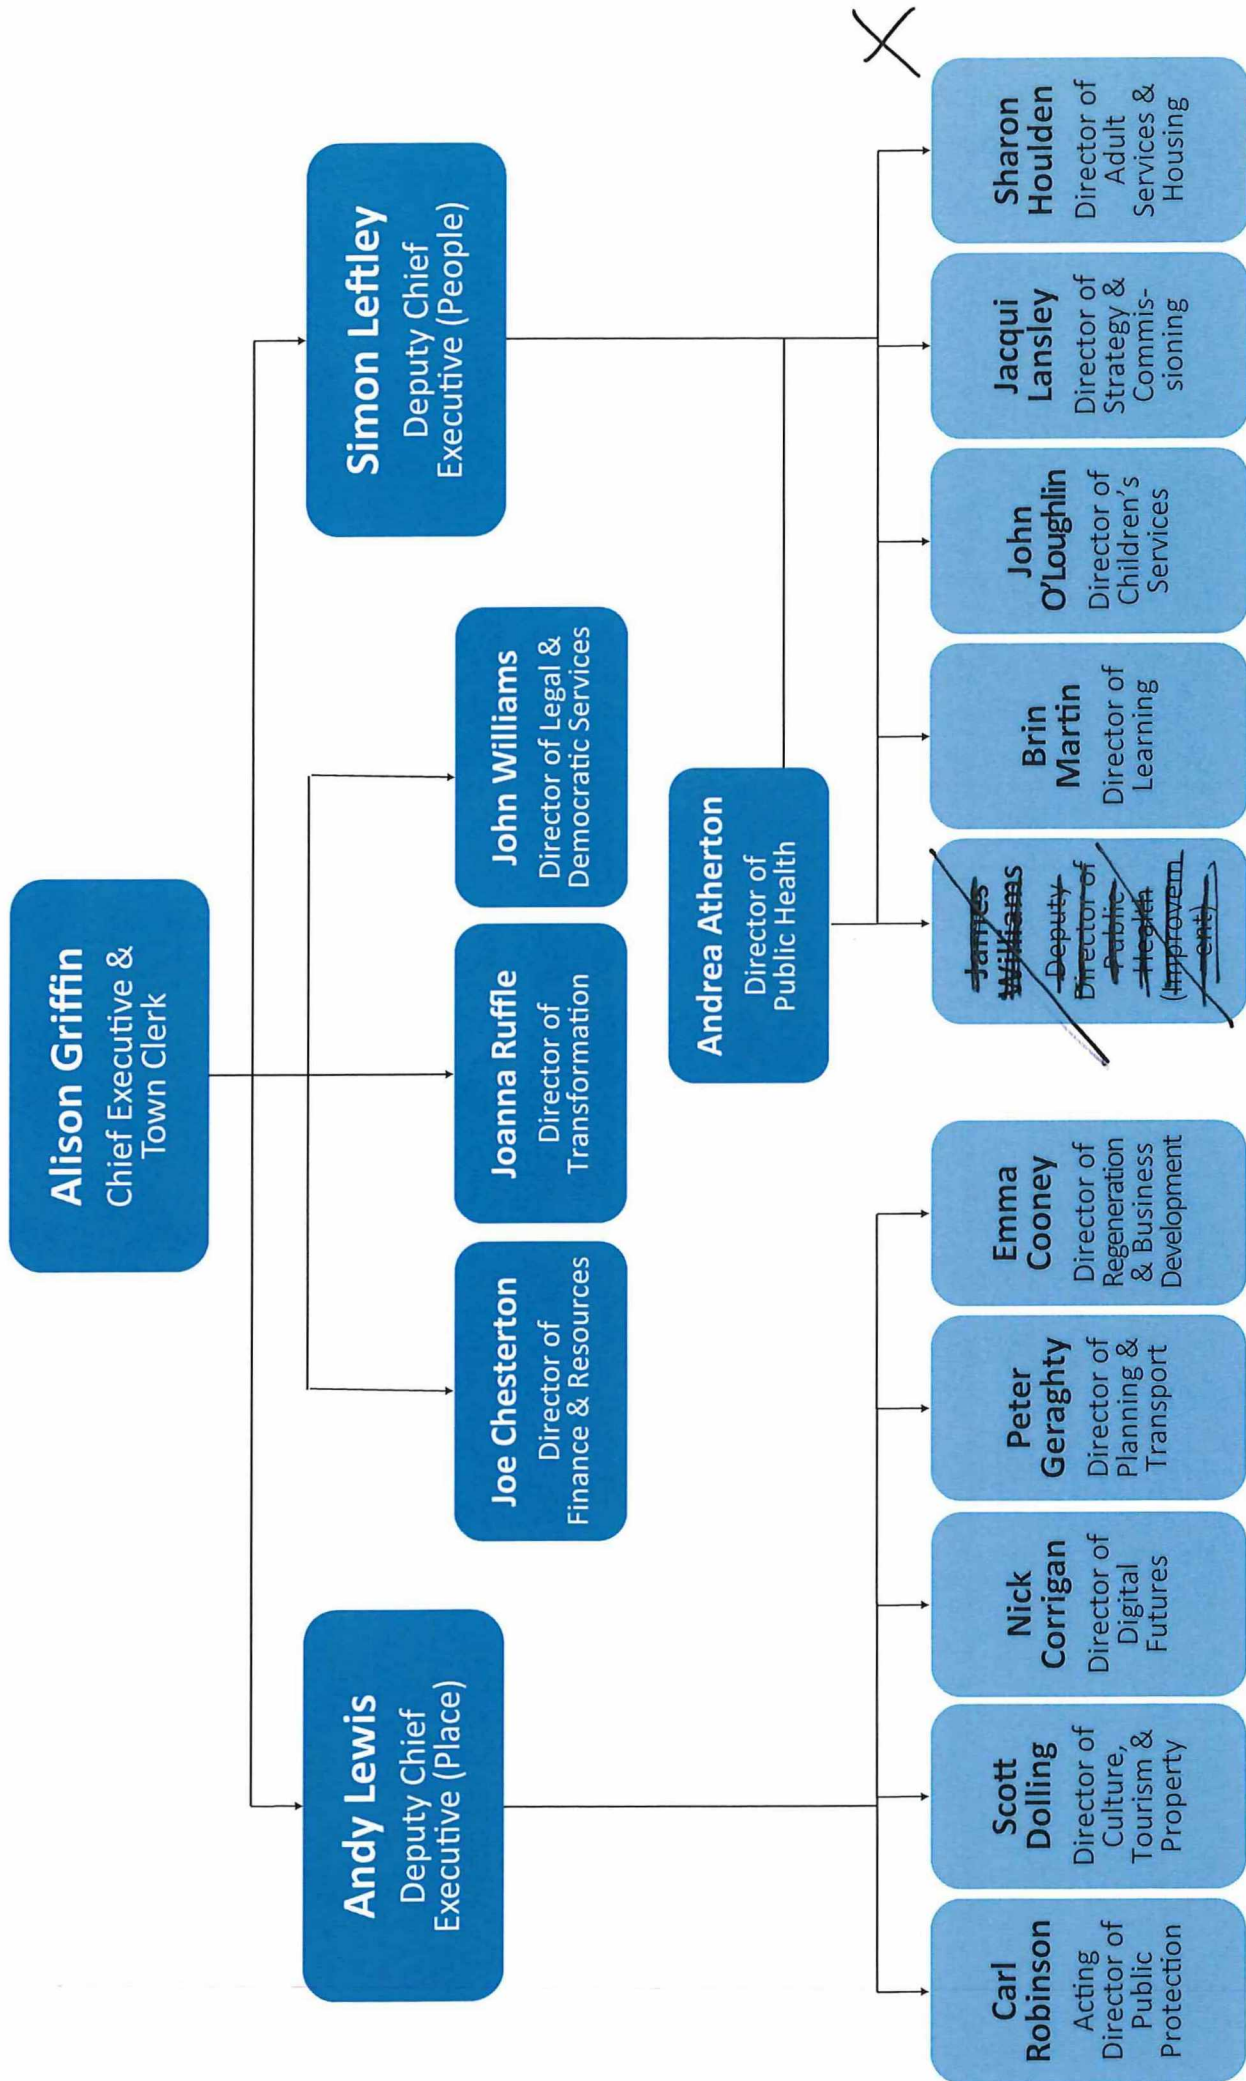 Alison Griffin
Chief Executive &
Town Clerk
Andy Lewis
Deputy Chief
Executive (Place)
Simon Leftley
Deputy Chief
Executive (People)
Joe Chesterton
Director of
Finance & Resources
Joanna Ruffle
Director of
Transformation
John Williams
Director of Legal &
Democratic Services
Andrea Atherton
Director of
Public Health
Carl
Robinson
Acting
Director of
Public
Protection
Scott
Dolling
Director of
Culture,
Tourism &
Property
Nick
Corrigan
Director of
Digital
Futures
Peter
Geraghty
Director of
Planning &
Transport
Emma
Cooney
Director of
Regeneration
& Business
Development
James
Williams
Deputy
Director of
Public
Health
(Improvem
ent)
Brin
Martin
Director of
Learning
John
O'Loughlin
Director of
Children's
Services
Jacqui
Lansley
Director of
Strategy &
Commis-
sioning
Sharon
Houlden
Director of
Adult
Services &
Housing
X